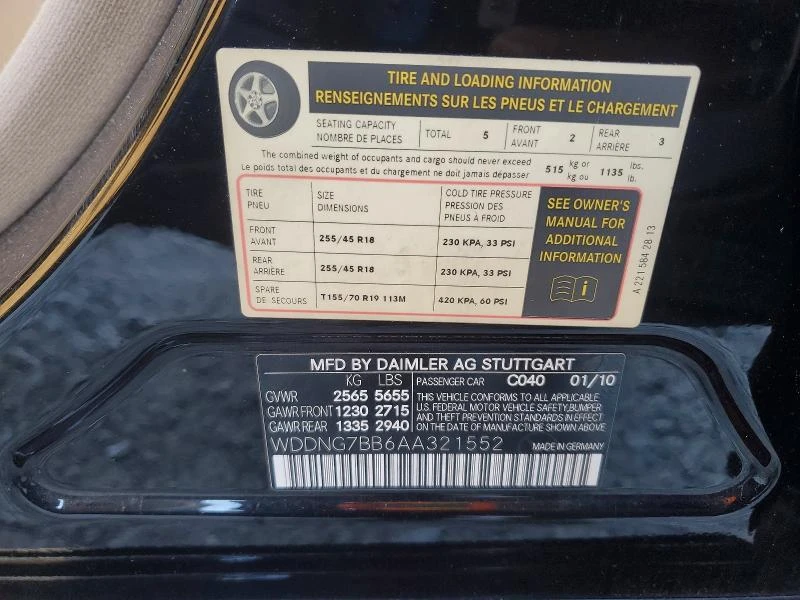 TIRE AND LOADING INFORMATION
RENSEIGNEMENTS SUR LES PNEUS ET LE CHARGEMENT
SEATING CAPACITY
NOMBRE DE PLACES
TOTAL 5
FRONT
AVANT 2
REAR
ARRIÈRE 3
The combined weight of occupants and cargo should never exceed
Le poids total des occupants et du chargement ne doit jamais dépasser
515 kg or
kg ou
1135 lbs.
lb.
TIRE
PNEU
SIZE
DIMENSIONS
COLD TIRE PRESSURE
PRESSION DES
PNEUS À FROID
FRONT
AVANT
255/45 R18
230 KPA, 33 PSI
REAR
ARRIÈRE
255/45 R18
230 KPA, 33 PSI
SPARE
DE SECOURS
T155/70 R19 113M
420 KPA, 60 PSI
SEE OWNER'S
MANUAL FOR
ADDITIONAL
INFORMATION
i
A 221 584 28 13
MFD BY DAIMLER AG STUTTGART
KG LBS
GVWR 2565 5655
GAWR FRONT 1230 2715
GAWR REAR 1335 2940
PASSENGER CAR C040 01/10
THIS VEHICLE CONFORMS TO ALL APPLICABLE
U.S. FEDERAL MOTOR VEHICLE SAFETY, BUMPER
AND THEFT PREVENTION STANDARDS IN EFFECT
ON THE DATE OF MANUFACTURE SHOWN ABOVE.
WDDNG7BB6AA321552
MADE IN GERMANY